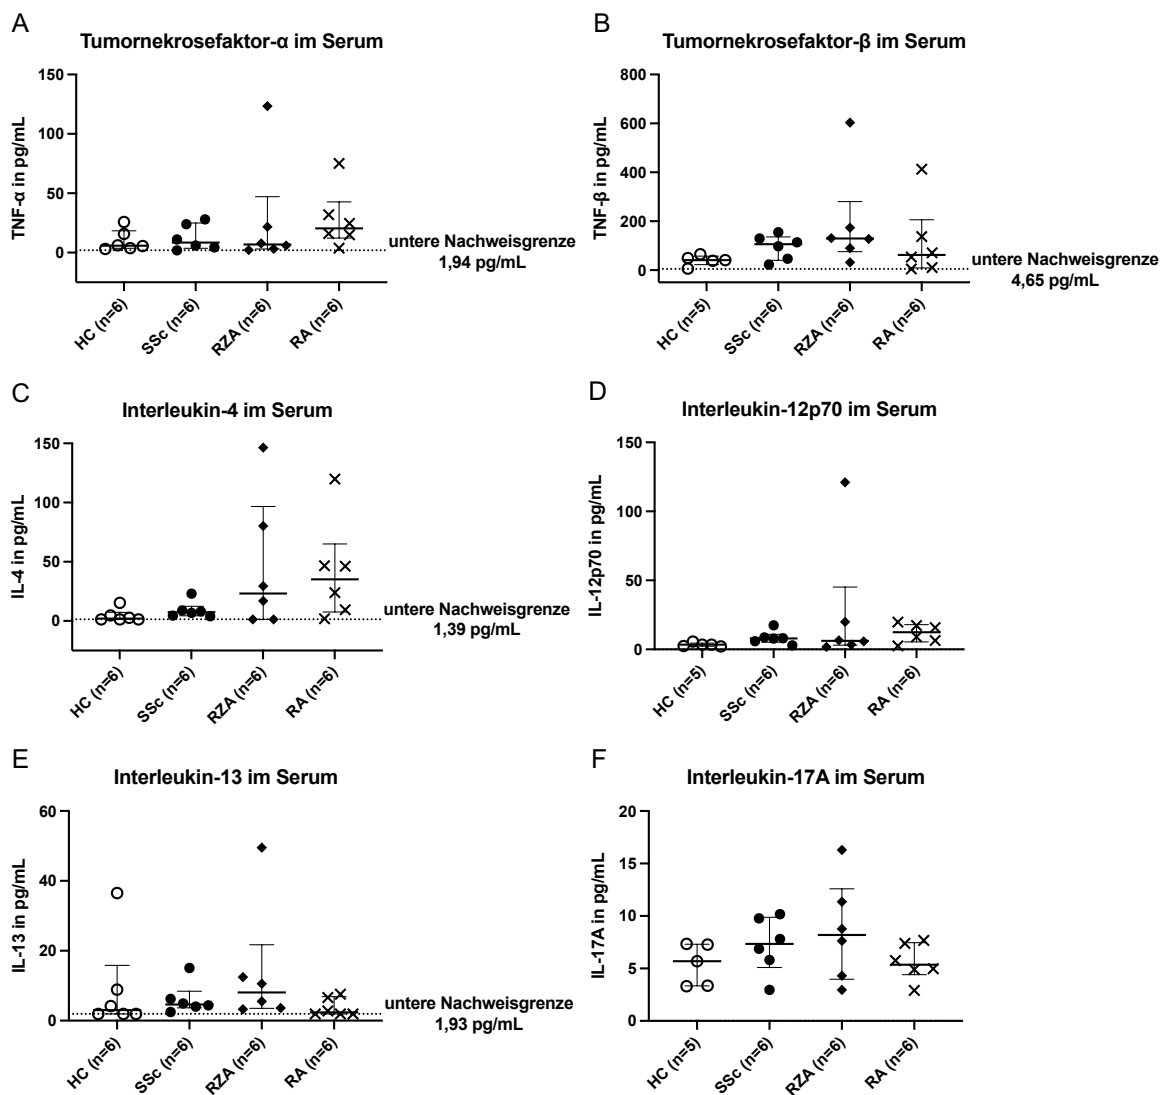 A
Tumornekrosefaktor-α im Serum
TNF-α in pg/mL
150
100
50
0
untere Nachweisgrenze
1,94 pg/mL
HC (n=6)
SSc (n=6)
RZA (n=6)
RA (n=6)
B
Tumornekrosefaktor-β im Serum
TNF-β in pg/mL
800
600
400
200
0
untere Nachweisgrenze
4,65 pg/mL
HC (n=5)
SSc (n=6)
RZA (n=6)
RA (n=6)
C
Interleukin-4 im Serum
IL-4 in pg/mL
150
100
50
0
untere Nachweisgrenze
1,39 pg/mL
HC (n=6)
SSc (n=6)
RZA (n=6)
RA (n=6)
D
Interleukin-12p70 im Serum
IL-12p70 in pg/mL
150
100
50
0
HC (n=5)
SSc (n=6)
RZA (n=6)
RA (n=6)
E
Interleukin-13 im Serum
IL-13 in pg/mL
60
40
20
0
untere Nachweisgrenze
1,93 pg/mL
HC (n=6)
SSc (n=6)
RZA (n=6)
RA (n=6)
F
Interleukin-17A im Serum
IL-17A in pg/mL
20
15
10
5
0
HC (n=5)
SSc (n=6)
RZA (n=6)
RA (n=6)